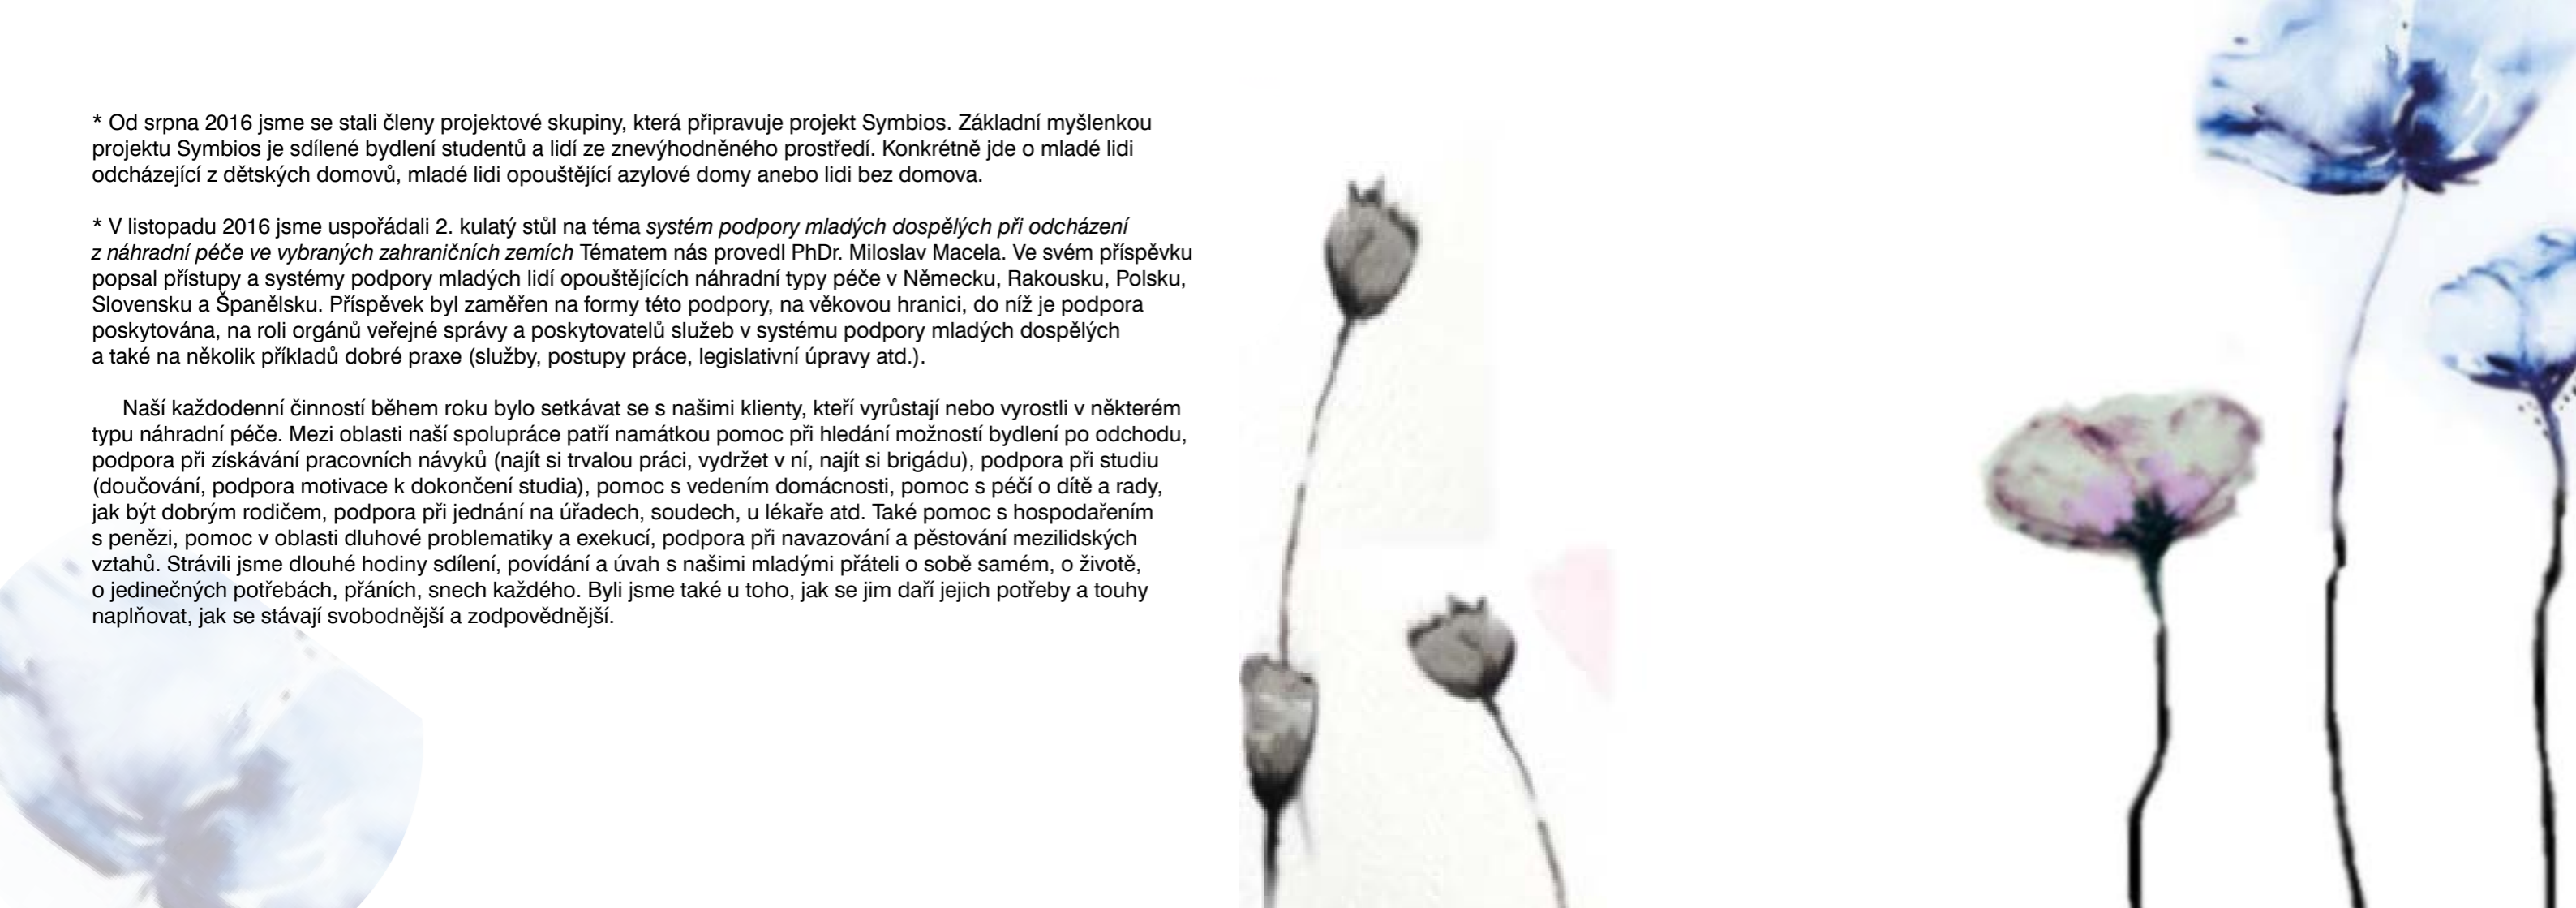 * Od srpna 2016 jsme se stali členy projektové skupiny, která připravuje projekt Symbios. Základní myšlenkou
projektu Symbios je sdílené bydlení studentů a lidí ze znevýhodněného prostředí. Konkrétně jde o mladé lidi
odcházející z dětských domovů, mladé lidi opouštějící azylové domy anebo lidi bez domova.
* V listopadu 2016 jsme uspořádali 2. kulatý stůl na téma systém podpory mladých dospělých při odcházení
z náhradní péče ve vybraných zahraničních zemích Tématem nás provedl PhDr. Miloslav Macela. Ve svém příspěvku
popsal přístupy a systémy podpory mladých lidí opouštějících náhradní typy péče v Německu, Rakousku, Polsku,
Slovensku a Španělsku. Příspěvek byl zaměřen na formy této podpory, na věkovou hranici, do níž je podpora
poskytována, na roli orgánů veřejné správy a poskytovatelů služeb v systému podpory mladých dospělých
a také na několik příkladů dobré praxe (služby, postupy práce, legislativní úpravy atd.).
Naší každodenní činností během roku bylo setkávat se s našimi klienty, kteří vyrůstají nebo vyrostli v některém
typu náhradní péče. Mezi oblasti naší spolupráce patří namátkou pomoc při hledání možností bydlení po odchodu,
podpora při získávání pracovních návyků (najít si trvalou práci, vydržet v ní, najít si brigádu), podpora při studiu
(doučování, podpora motivace k dokončení studia), pomoc s vedením domácnosti, pomoc s péčí o dítě a rady,
jak být dobrým rodičem, podpora při jednání na úřadech, soudech, u lékaře atd. Také pomoc s hospodařením
s penězi, pomoc v oblasti dluhové problematiky a exekucí, podpora při navazování a pěstování mezilidských
vztahů. Strávili jsme dlouhé hodiny sdílení, povídání a úvah s našimi mladými přáteli o sobě samém, o životě,
o jedinečných potřebách, přáních, snech každého. Byli jsme také u toho, jak se jim daří jejich potřeby a touhy
naplňovat, jak se stávají svobodnější a zodpovědnější.